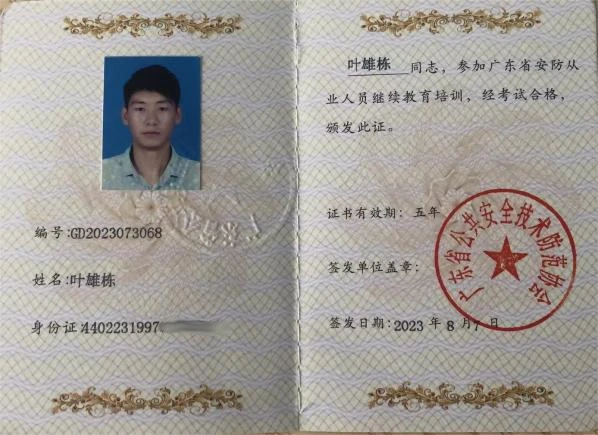 编号:GD2023073068
姓名:叶雄栋
身份证:4402231997
叶雄栋 同志，参加广东省安防从
业人员继续教育培训，经考试合格，
颁发此证。
证书有效期：五年
签发单位盖章：
签发日期:2023 年 8 月7 日
广东省公共安全技术防范协会